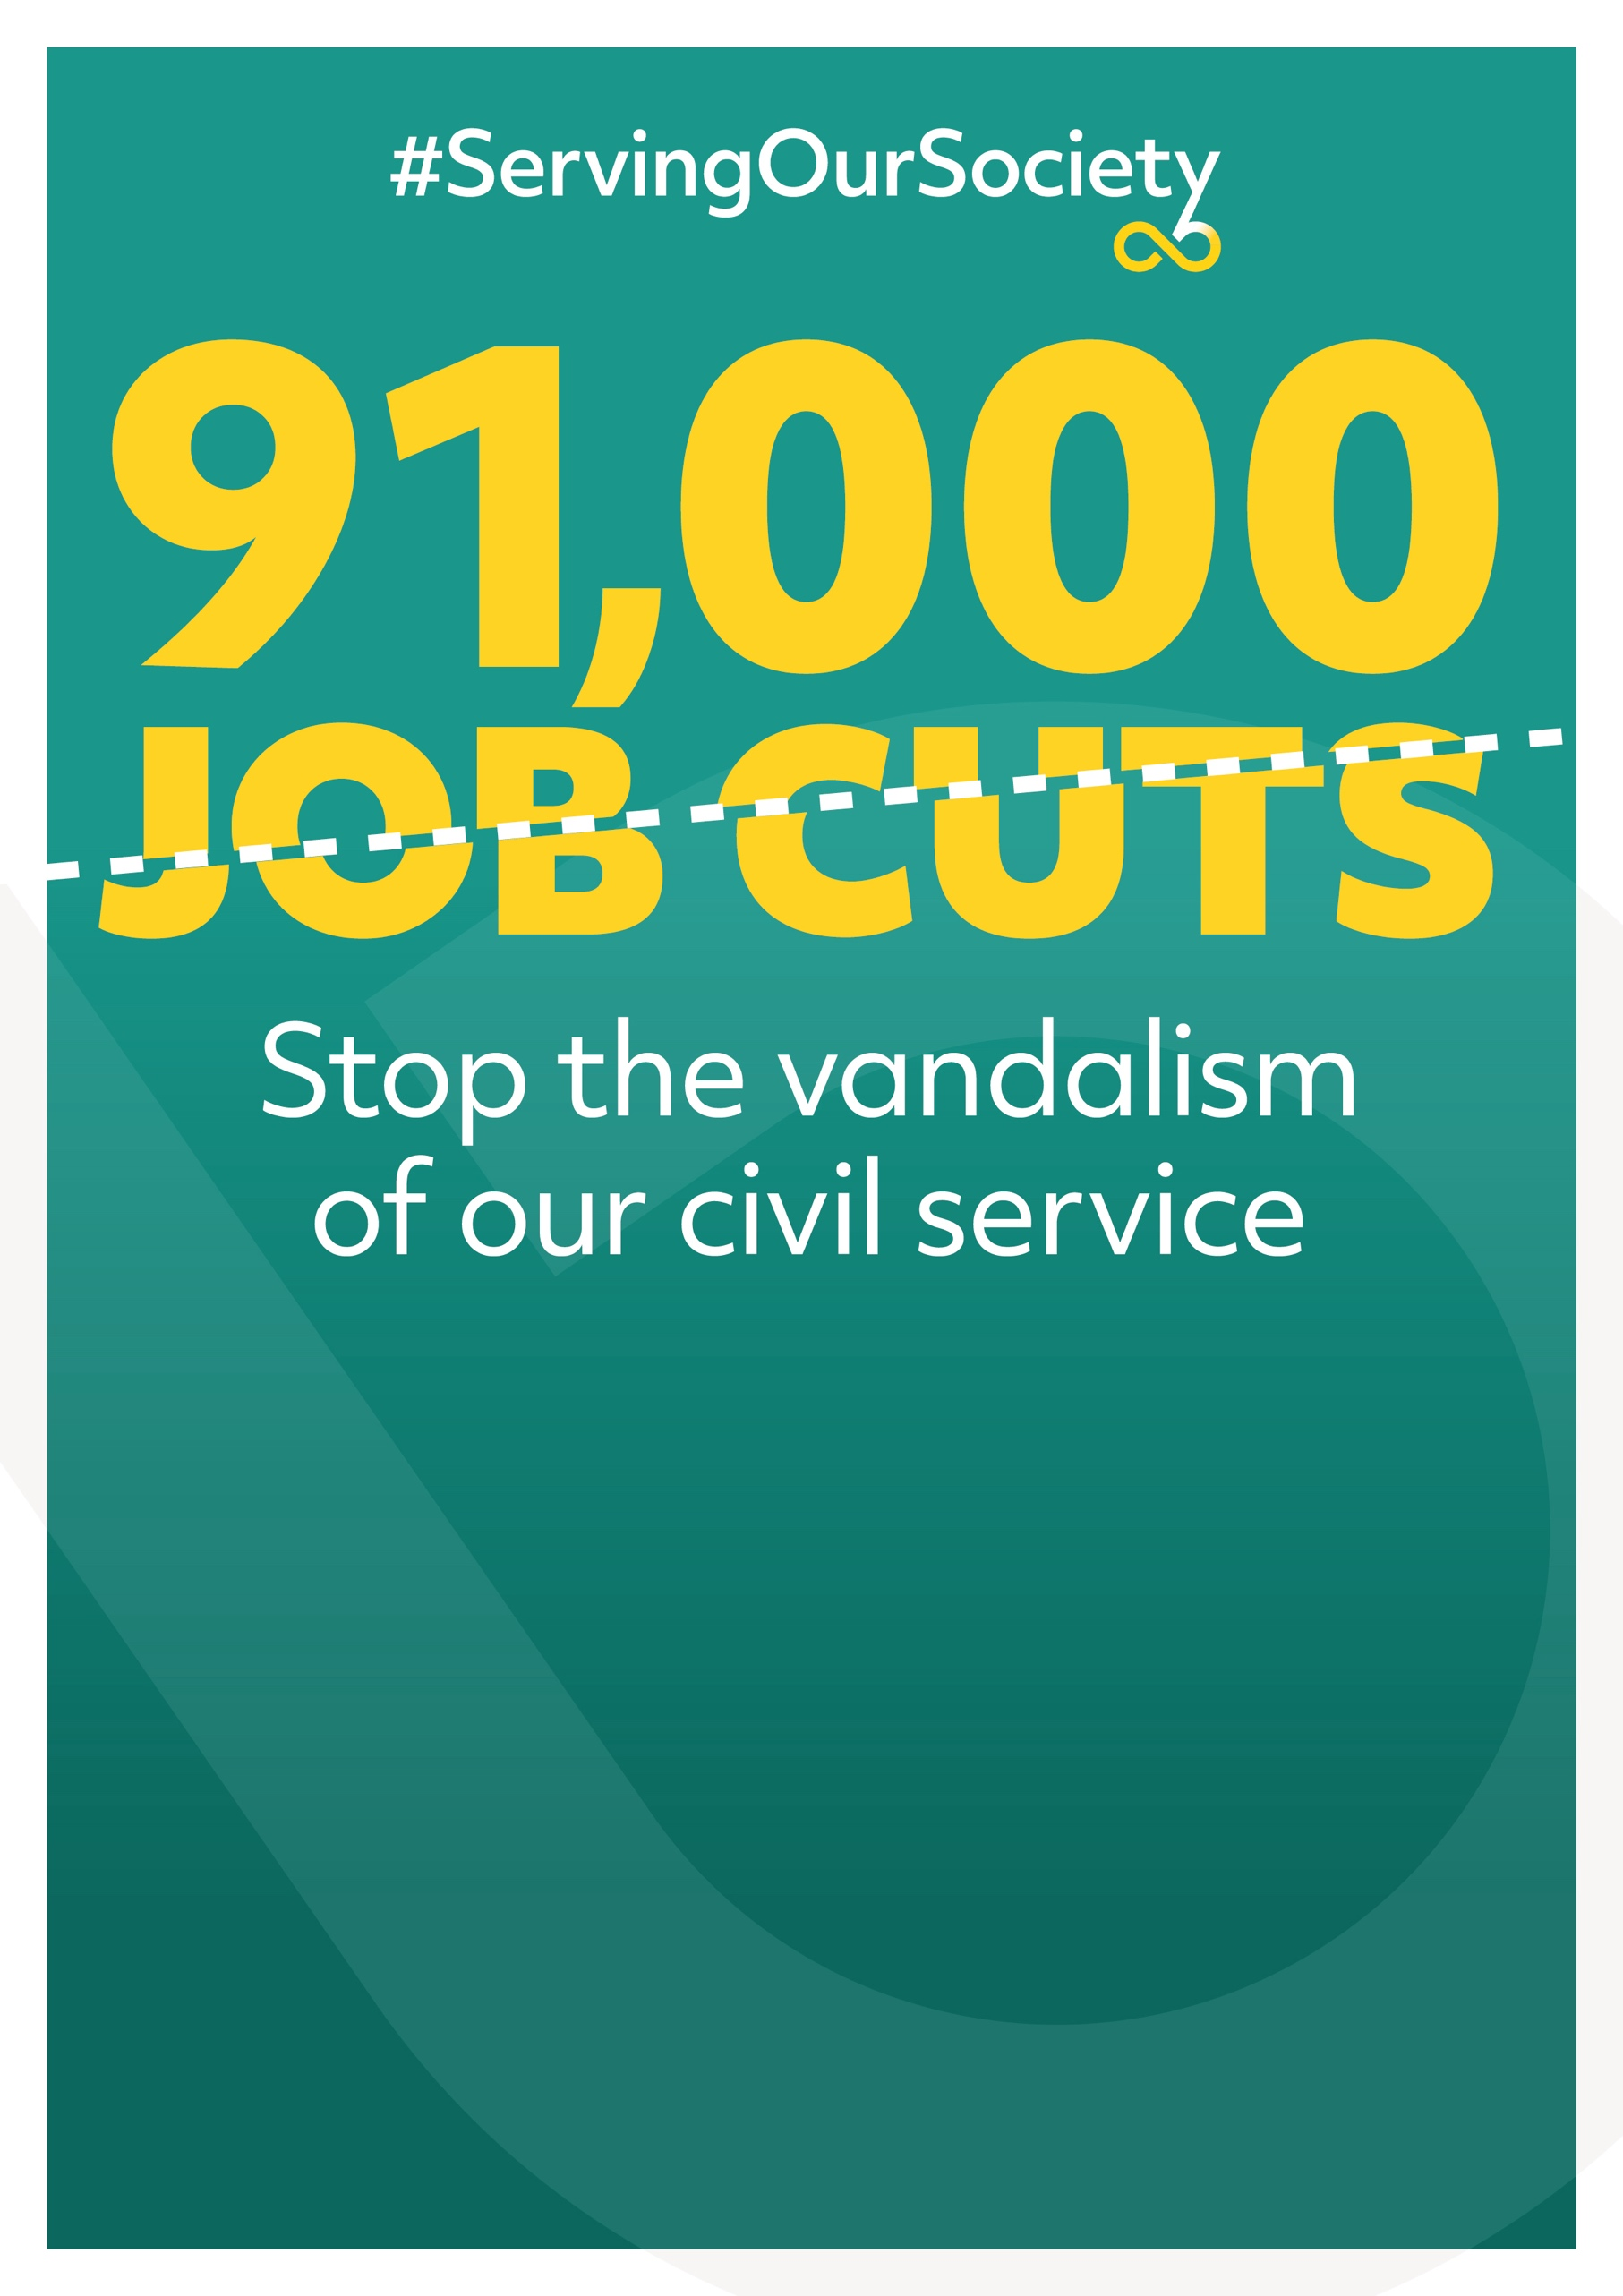 #ServingOurSociety
91,000
JOB CUTS
Stop the vandalism
of our civil service